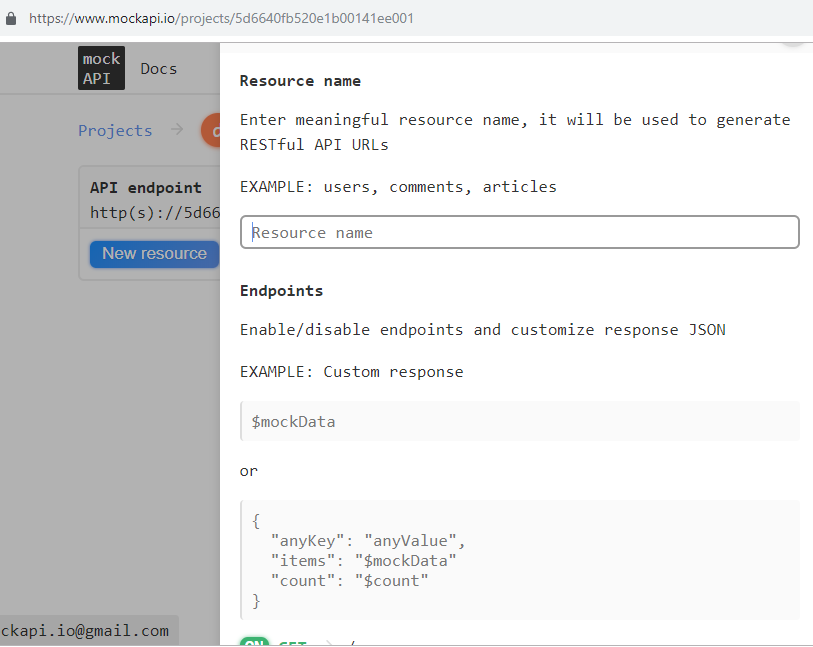 https://www.mockapi.io/projects/5d6640fb520e1b00141ee001
mock
API
Docs
Projects
API endpoint
http(s)://5d66
New resource
Resource name
Enter meaningful resource name, it will be used to generate
RESTful API URLs
EXAMPLE: users, comments, articles
Resource name
Endpoints
Enable/disable endpoints and customize response JSON
EXAMPLE: Custom response
$mockData
or
{
"anyKey": "anyValue",
"items": "$mockData"
"count": "$count"
}
ckapi.io@gmail.com